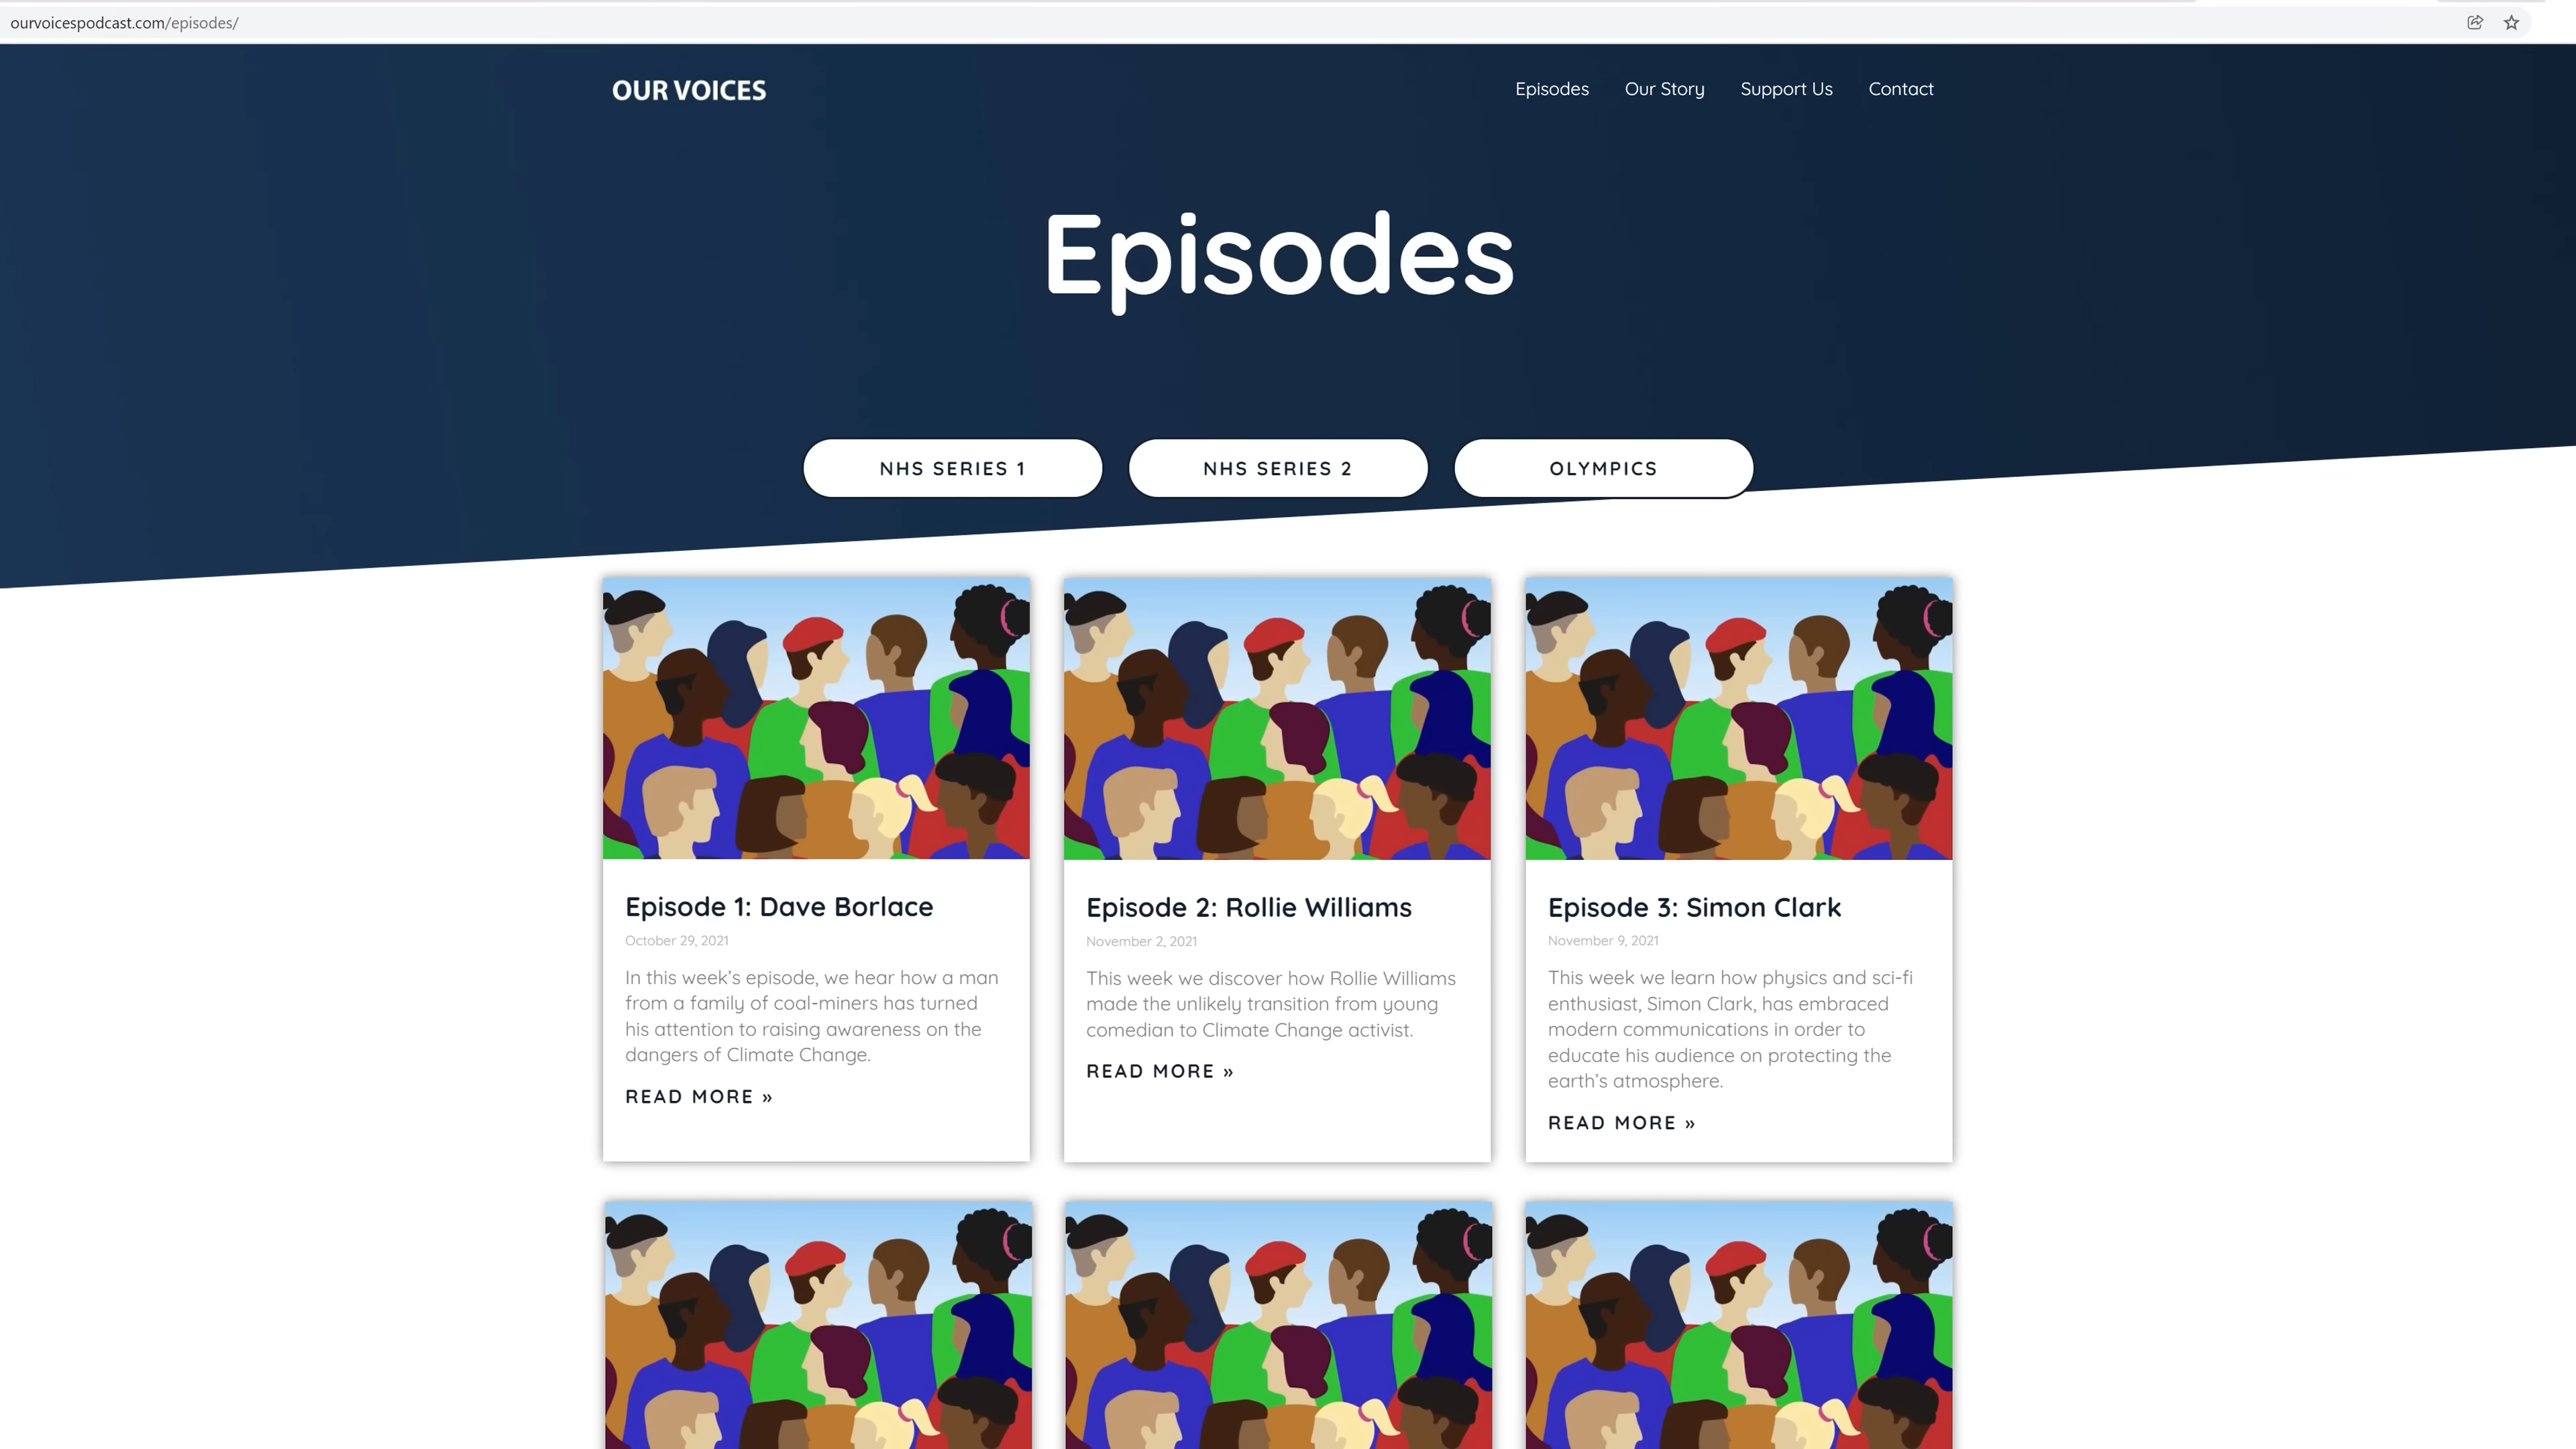 ourvoicespodcast.com/episodes/
OUR VOICES
Episodes
Our Story
Support Us
Contact
Episodes
NHS SERIES 1
NHS SERIES 2
OLYMPICS
Episode 1: Dave Borlace
October 29, 2021
In this week’s episode, we hear how a man
from a family of coal-miners has turned
his attention to raising awareness on the
dangers of Climate Change.
READ MORE »
Episode 2: Rollie Williams
November 2, 2021
This week we discover how Rollie Williams
made the unlikely transition from young
comedian to Climate Change activist.
READ MORE »
Episode 3: Simon Clark
November 9, 2021
This week we learn how physics and sci-fi
enthusiast, Simon Clark, has embraced
modern communications in order to
educate his audience on protecting the
earth’s atmosphere.
READ MORE »